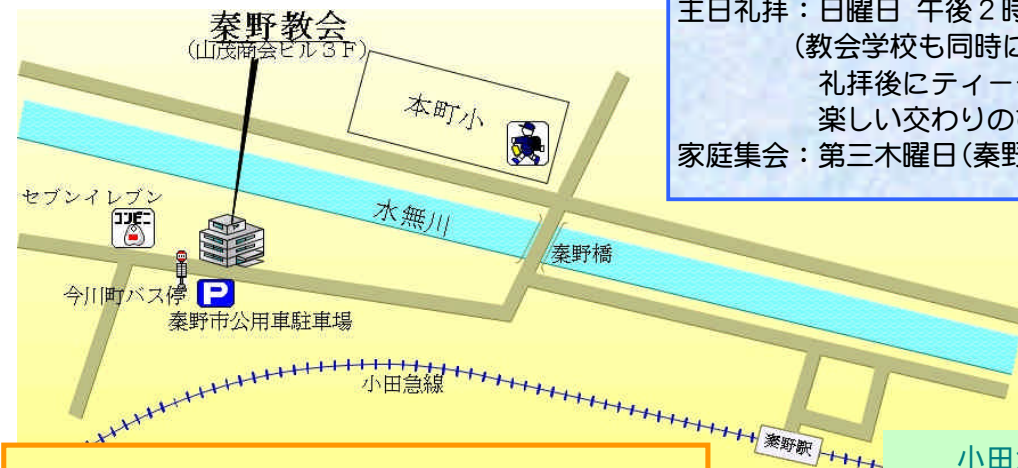 秦野教会
(山茂商会ビル3F)
主日礼拝：日曜日 午後2時
(教会学校も同時に
礼拝後にティー
楽しい交わりの
家庭集会：第三木曜日(秦野
本町小
セブンイレブン
コンビニ
水無川
秦野橋
今川町バス停
P
秦野市公用車駐車場
小田急線
秦野駅
小田